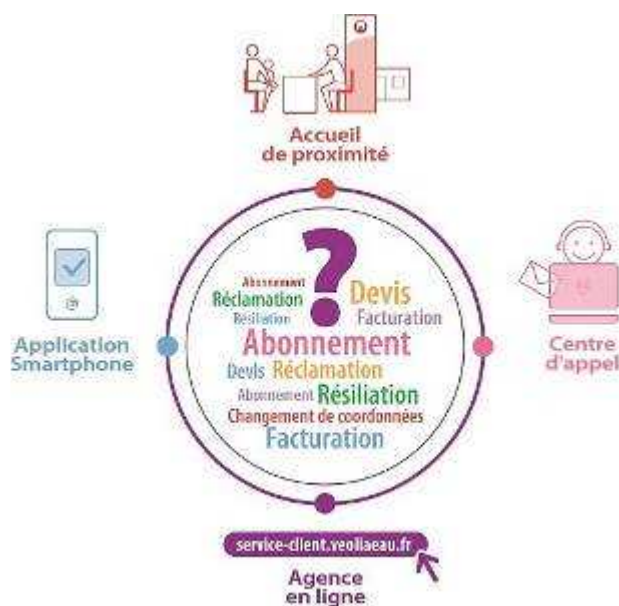 Accueil
de proximité
Application
Smartphone
Centre
d'appel
?
Abonnement
Réclamation
Devis
Résiliation
Facturation
Abonnement
Devis Réclamation
Abonnement Résiliation
Changement de coordonnées
Facturation
service-client.veoliaeau.fr
Agence
en ligne